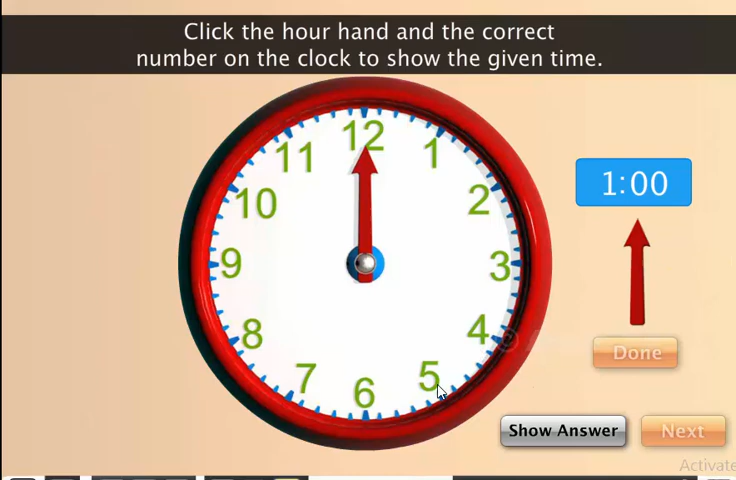 Click the hour hand and the correct
number on the clock to show the given time.
12
11
1
10
2
9
3
8
4
7
5
6
1:00
Done
Show Answer
Next
Activate